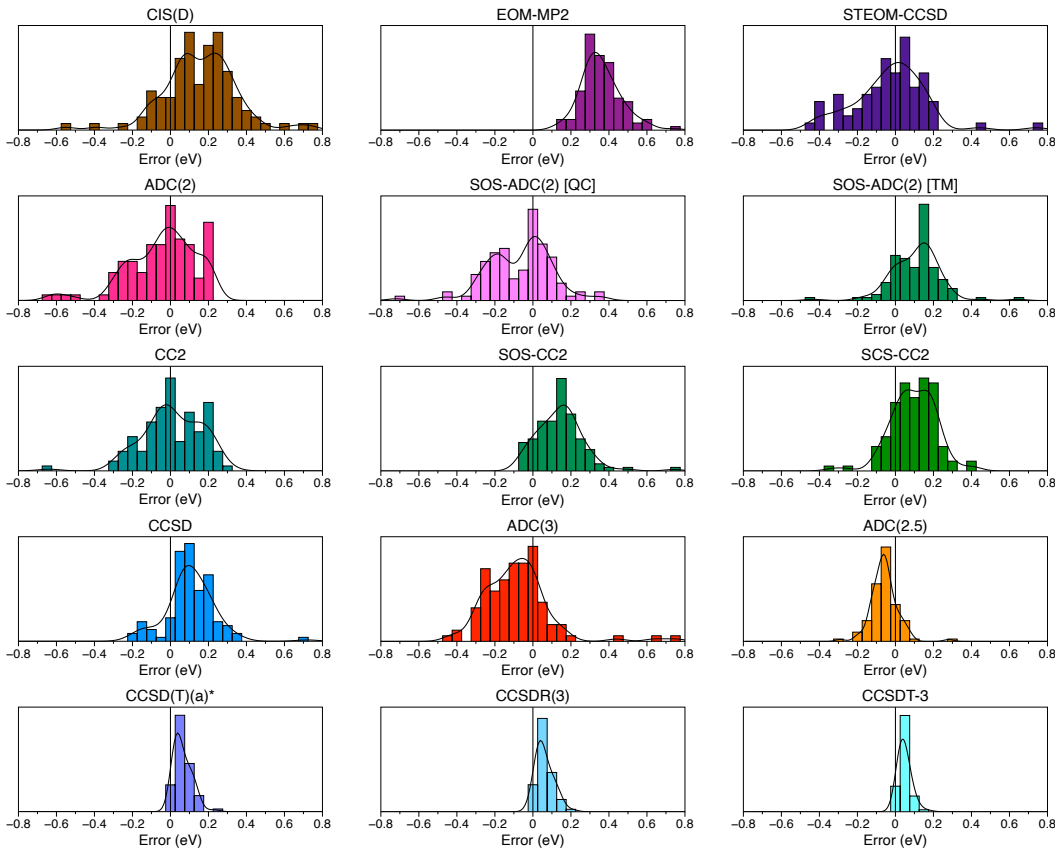 CIS(D) EOM-MP2 STEOM-CCSD
−0.8 −0.6 −0.4 −0.2 0 0.2 0.4 0.6 0.8 −0.8 −0.6 −0.4 −0.2 0 0.2 0.4 0.6 0.8 −0.8 −0.6 −0.4 −0.2 0 0.2 0.4 0.6 0.8
Error (eV) Error (eV) Error (eV)
ADC(2) SOS-ADC(2) [QC] SOS-ADC(2) [TM]
−0.8 −0.6 −0.4 −0.2 0 0.2 0.4 0.6 0.8 −0.8 −0.6 −0.4 −0.2 0 0.2 0.4 0.6 0.8 −0.8 −0.6 −0.4 −0.2 0 0.2 0.4 0.6 0.8
Error (eV) Error (eV) Error (eV)
CC2 SOS-CC2 SCS-CC2
−0.8 −0.6 −0.4 −0.2 0 0.2 0.4 0.6 0.8 −0.8 −0.6 −0.4 −0.2 0 0.2 0.4 0.6 0.8 −0.8 −0.6 −0.4 −0.2 0 0.2 0.4 0.6 0.8
Error (eV) Error (eV) Error (eV)
CCSD ADC(3) ADC(2.5)
−0.8 −0.6 −0.4 −0.2 0 0.2 0.4 0.6 0.8 −0.8 −0.6 −0.4 −0.2 0 0.2 0.4 0.6 0.8 −0.8 −0.6 −0.4 −0.2 0 0.2 0.4 0.6 0.8
Error (eV) Error (eV) Error (eV)
CCSD(T)(a)* CCSDR(3) CCSDT-3
−0.8 −0.6 −0.4 −0.2 0 0.2 0.4 0.6 0.8 −0.8 −0.6 −0.4 −0.2 0 0.2 0.4 0.6 0.8 −0.8 −0.6 −0.4 −0.2 0 0.2 0.4 0.6 0.8
Error (eV) Error (eV) Error (eV)